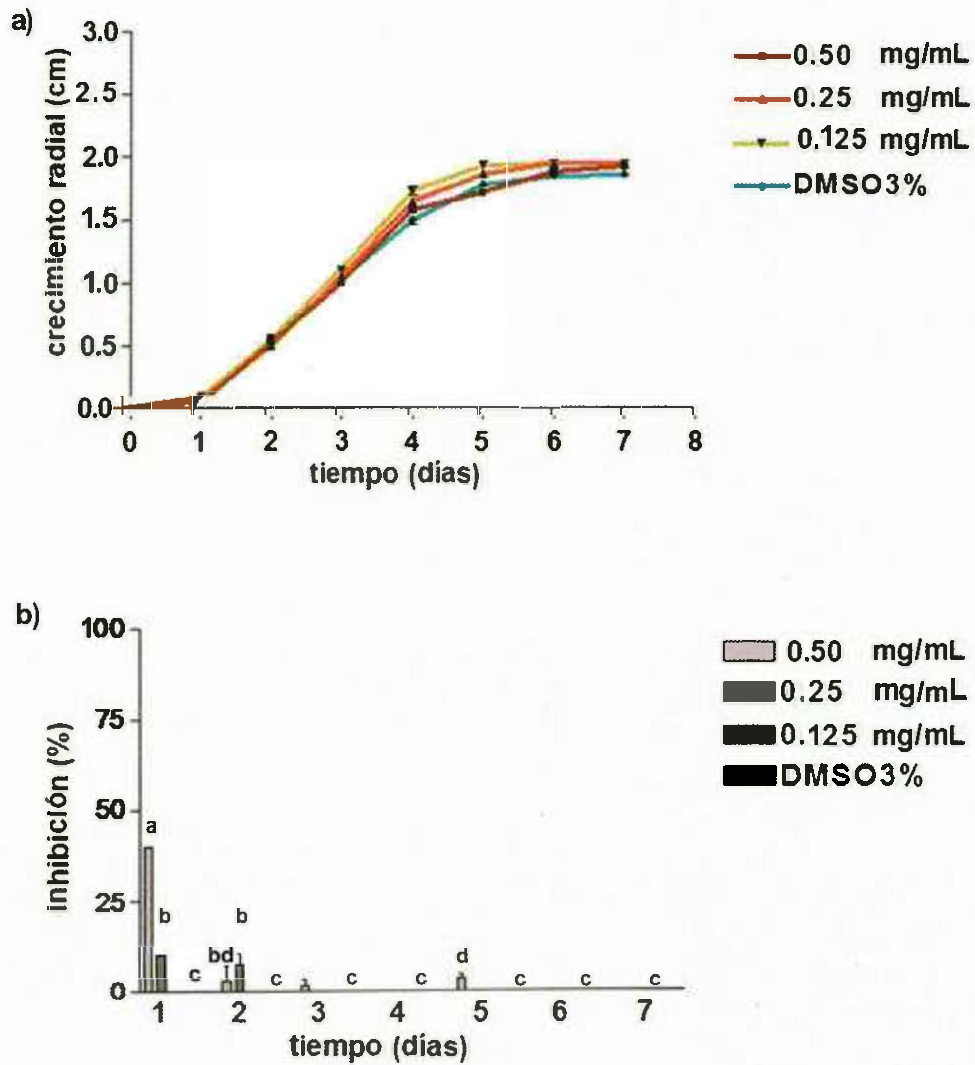 a)
3.0
2.5
2.0
1.5
1.0
0.5
0.0
crecimiento radial (cm)
0 1 2 3 4 5 6 7 8
tiempo (días)
0.50 mg/mL
0.25 mg/mL
0.125 mg/mL
DMSO3%
b)
100
75
50
25
0
inhibición (%)
a
b
c
bd
b
c
c
c
d
c
c
c
1 2 3 4 5 6 7
tiempo (días)
0.50 mg/mL
0.25 mg/mL
0.125 mg/mL
DMSO3%